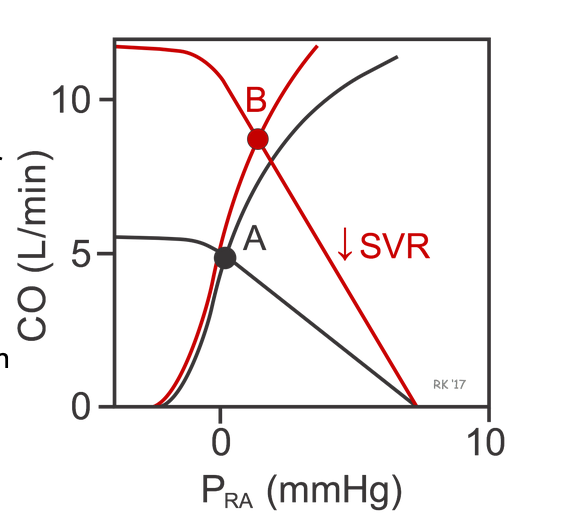 10
B
A
5
↓SVR
CO (L/min)
n
RK '17
0
0
10
P_RA (mmHg)